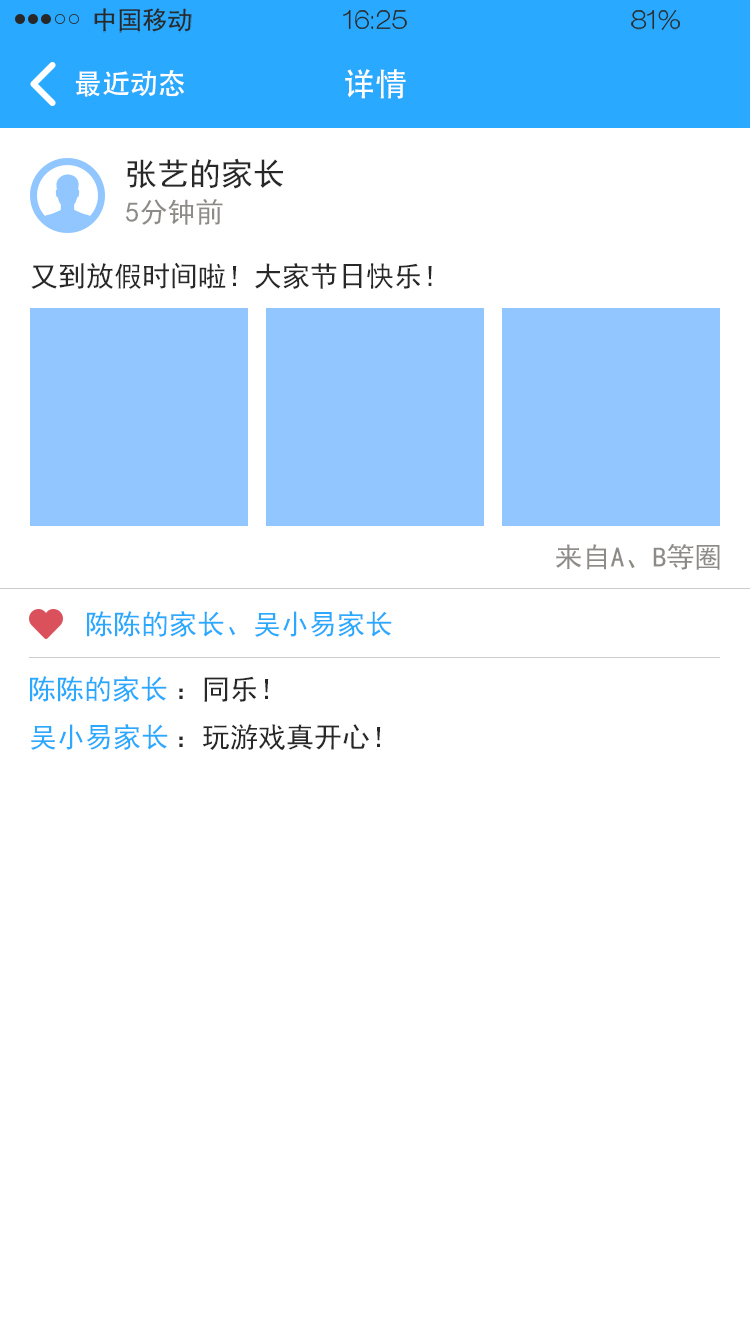 中国移动 16:25 81%
最近动态 详情
张艺的家长
5分钟前
又到放假时间啦！大家节日快乐！
来自A、B等圈
陈陈的家长、吴小易家长
陈陈的家长：同乐！
吴小易家长：玩游戏真开心！